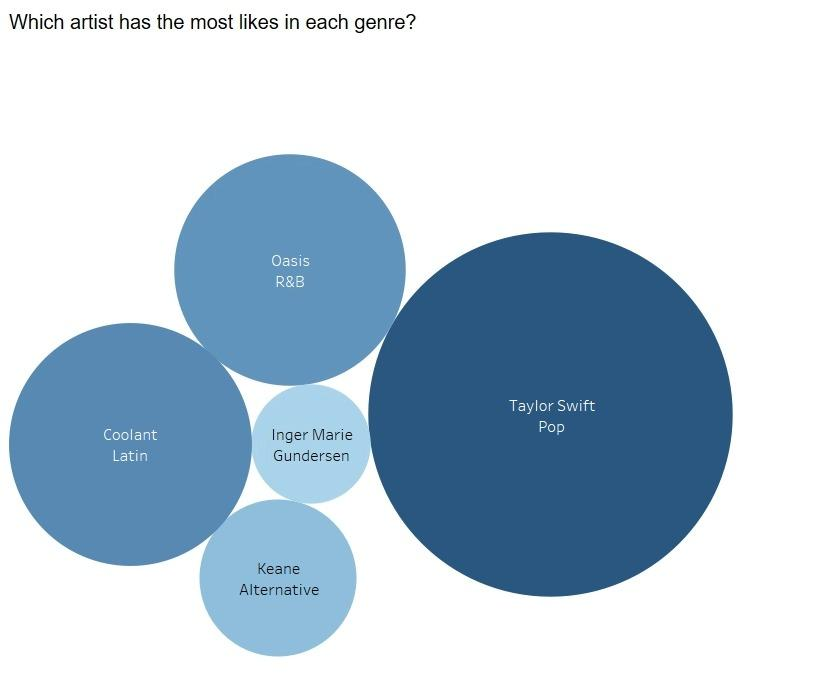 Which artist has the most likes in each genre?
Oasis
R&B
Taylor Swift
Pop
Coolant
Latin
Inger Marie
Gundersen
Keane
Alternative